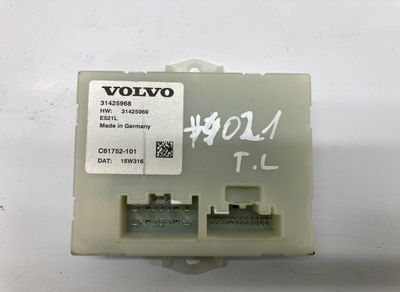 VOLVO
31425968
HW: 31425969
E521L
Made in Germany
C61752-101
DAT: 15W316
#4021
T.L